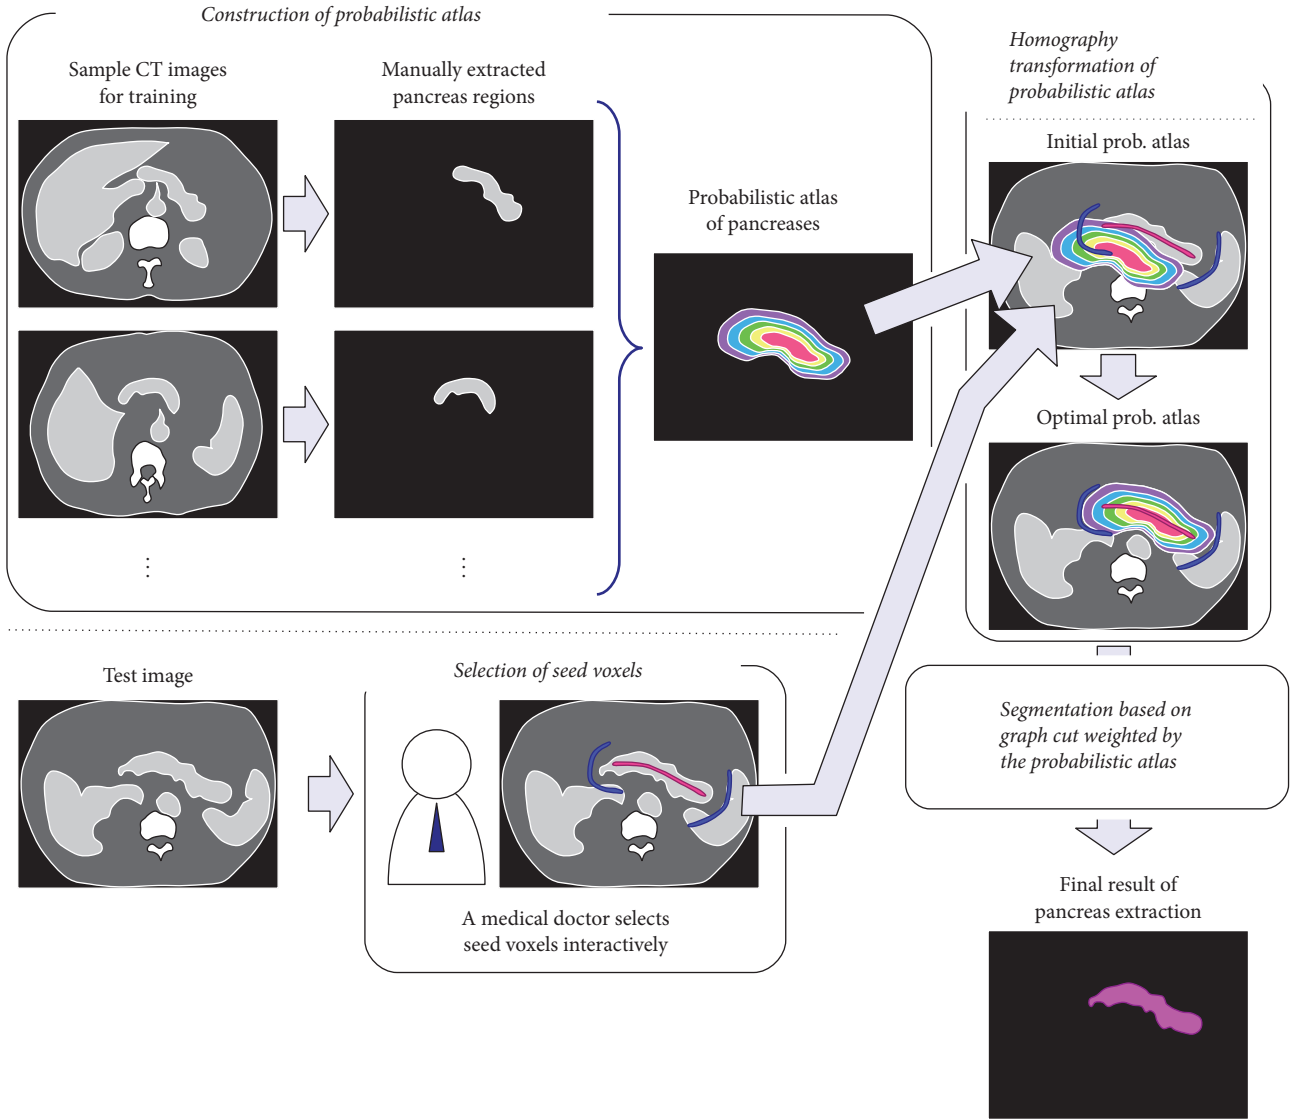 Construction of probabilistic atlas
Sample CT images
for training
Manually extracted
pancreas regions
Probabilistic atlas
of pancreases
⋮
⋮
Homography
transformation of
probabilistic atlas
Initial prob. atlas
Optimal prob. atlas
Test image
Selection of seed voxels
A medical doctor selects
seed voxels interactively
Segmentation based on
graph cut weighted by
the probabilistic atlas
Final result of
pancreas extraction